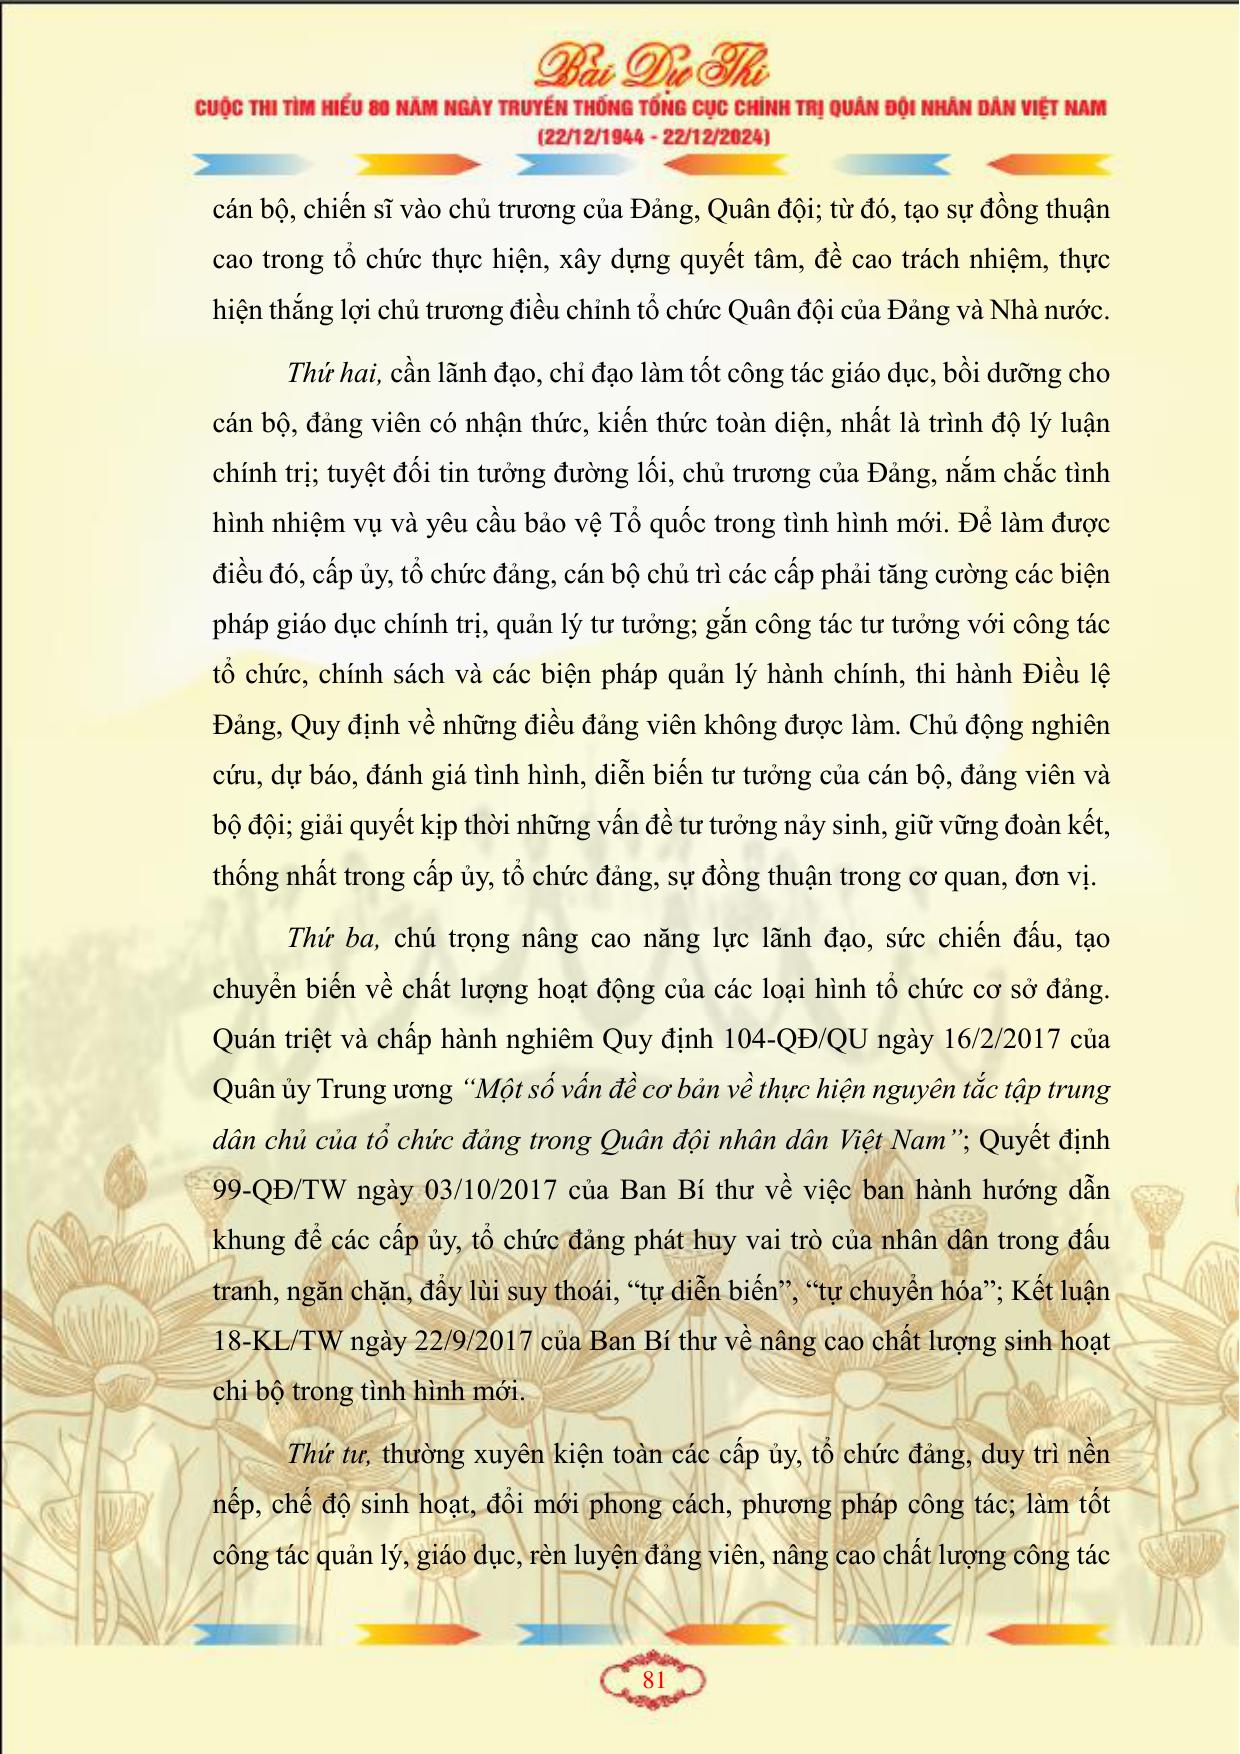 Bài Dự Thi
CUỘC THI TÌM HIỂU 80 NĂM NGÀY TRUYỀN THỐNG TỔNG CỤC CHÍNH TRỊ QUÂN ĐỘI NHÂN DÂN VIỆT NAM
(22/12/1944 - 22/12/2024)
cán bộ, chiến sĩ vào chủ trương của Đảng, Quân đội; từ đó, tạo sự đồng thuận
cao trong tổ chức thực hiện, xây dựng quyết tâm, đề cao trách nhiệm, thực
hiện thắng lợi chủ trương điều chỉnh tổ chức Quân đội của Đảng và Nhà nước.
Thứ hai, cần lãnh đạo, chỉ đạo làm tốt công tác giáo dục, bồi dưỡng cho
cán bộ, đảng viên có nhận thức, kiến thức toàn diện, nhất là trình độ lý luận
chính trị; tuyệt đối tin tưởng đường lối, chủ trương của Đảng, nắm chắc tình
hình nhiệm vụ và yêu cầu bảo vệ Tổ quốc trong tình hình mới. Để làm được
điều đó, cấp ủy, tổ chức đảng, cán bộ chủ trì các cấp phải tăng cường các biện
pháp giáo dục chính trị, quản lý tư tưởng; gắn công tác tư tưởng với công tác
tổ chức, chính sách và các biện pháp quản lý hành chính, thi hành Điều lệ
Đảng, Quy định về những điều đảng viên không được làm. Chủ động nghiên
cứu, dự báo, đánh giá tình hình, diễn biến tư tưởng của cán bộ, đảng viên và
bộ đội; giải quyết kịp thời những vấn đề tư tưởng nảy sinh, giữ vững đoàn kết,
thống nhất trong cấp ủy, tổ chức đảng, sự đồng thuận trong cơ quan, đơn vị.
Thứ ba, chú trọng nâng cao năng lực lãnh đạo, sức chiến đấu, tạo
chuyển biến về chất lượng hoạt động của các loại hình tổ chức cơ sở đảng.
Quán triệt và chấp hành nghiêm Quy định 104-QĐ/QU ngày 16/2/2017 của
Quân ủy Trung ương “Một số vấn đề cơ bản về thực hiện nguyên tắc tập trung
dân chủ của tổ chức đảng trong Quân đội nhân dân Việt Nam”; Quyết định
99-QĐ/TW ngày 03/10/2017 của Ban Bí thư về việc ban hành hướng dẫn
khung để các cấp ủy, tổ chức đảng phát huy vai trò của nhân dân trong đấu
tranh, ngăn chặn, đẩy lùi suy thoái, “tự diễn biến”, “tự chuyển hóa”; Kết luận
18-KL/TW ngày 22/9/2017 của Ban Bí thư về nâng cao chất lượng sinh hoạt
chi bộ trong tình hình mới.
Thứ tư, thường xuyên kiện toàn các cấp ủy, tổ chức đảng, duy trì nền
nếp, chế độ sinh hoạt, đổi mới phong cách, phương pháp công tác; làm tốt
công tác quản lý, giáo dục, rèn luyện đảng viên, nâng cao chất lượng công tác
81